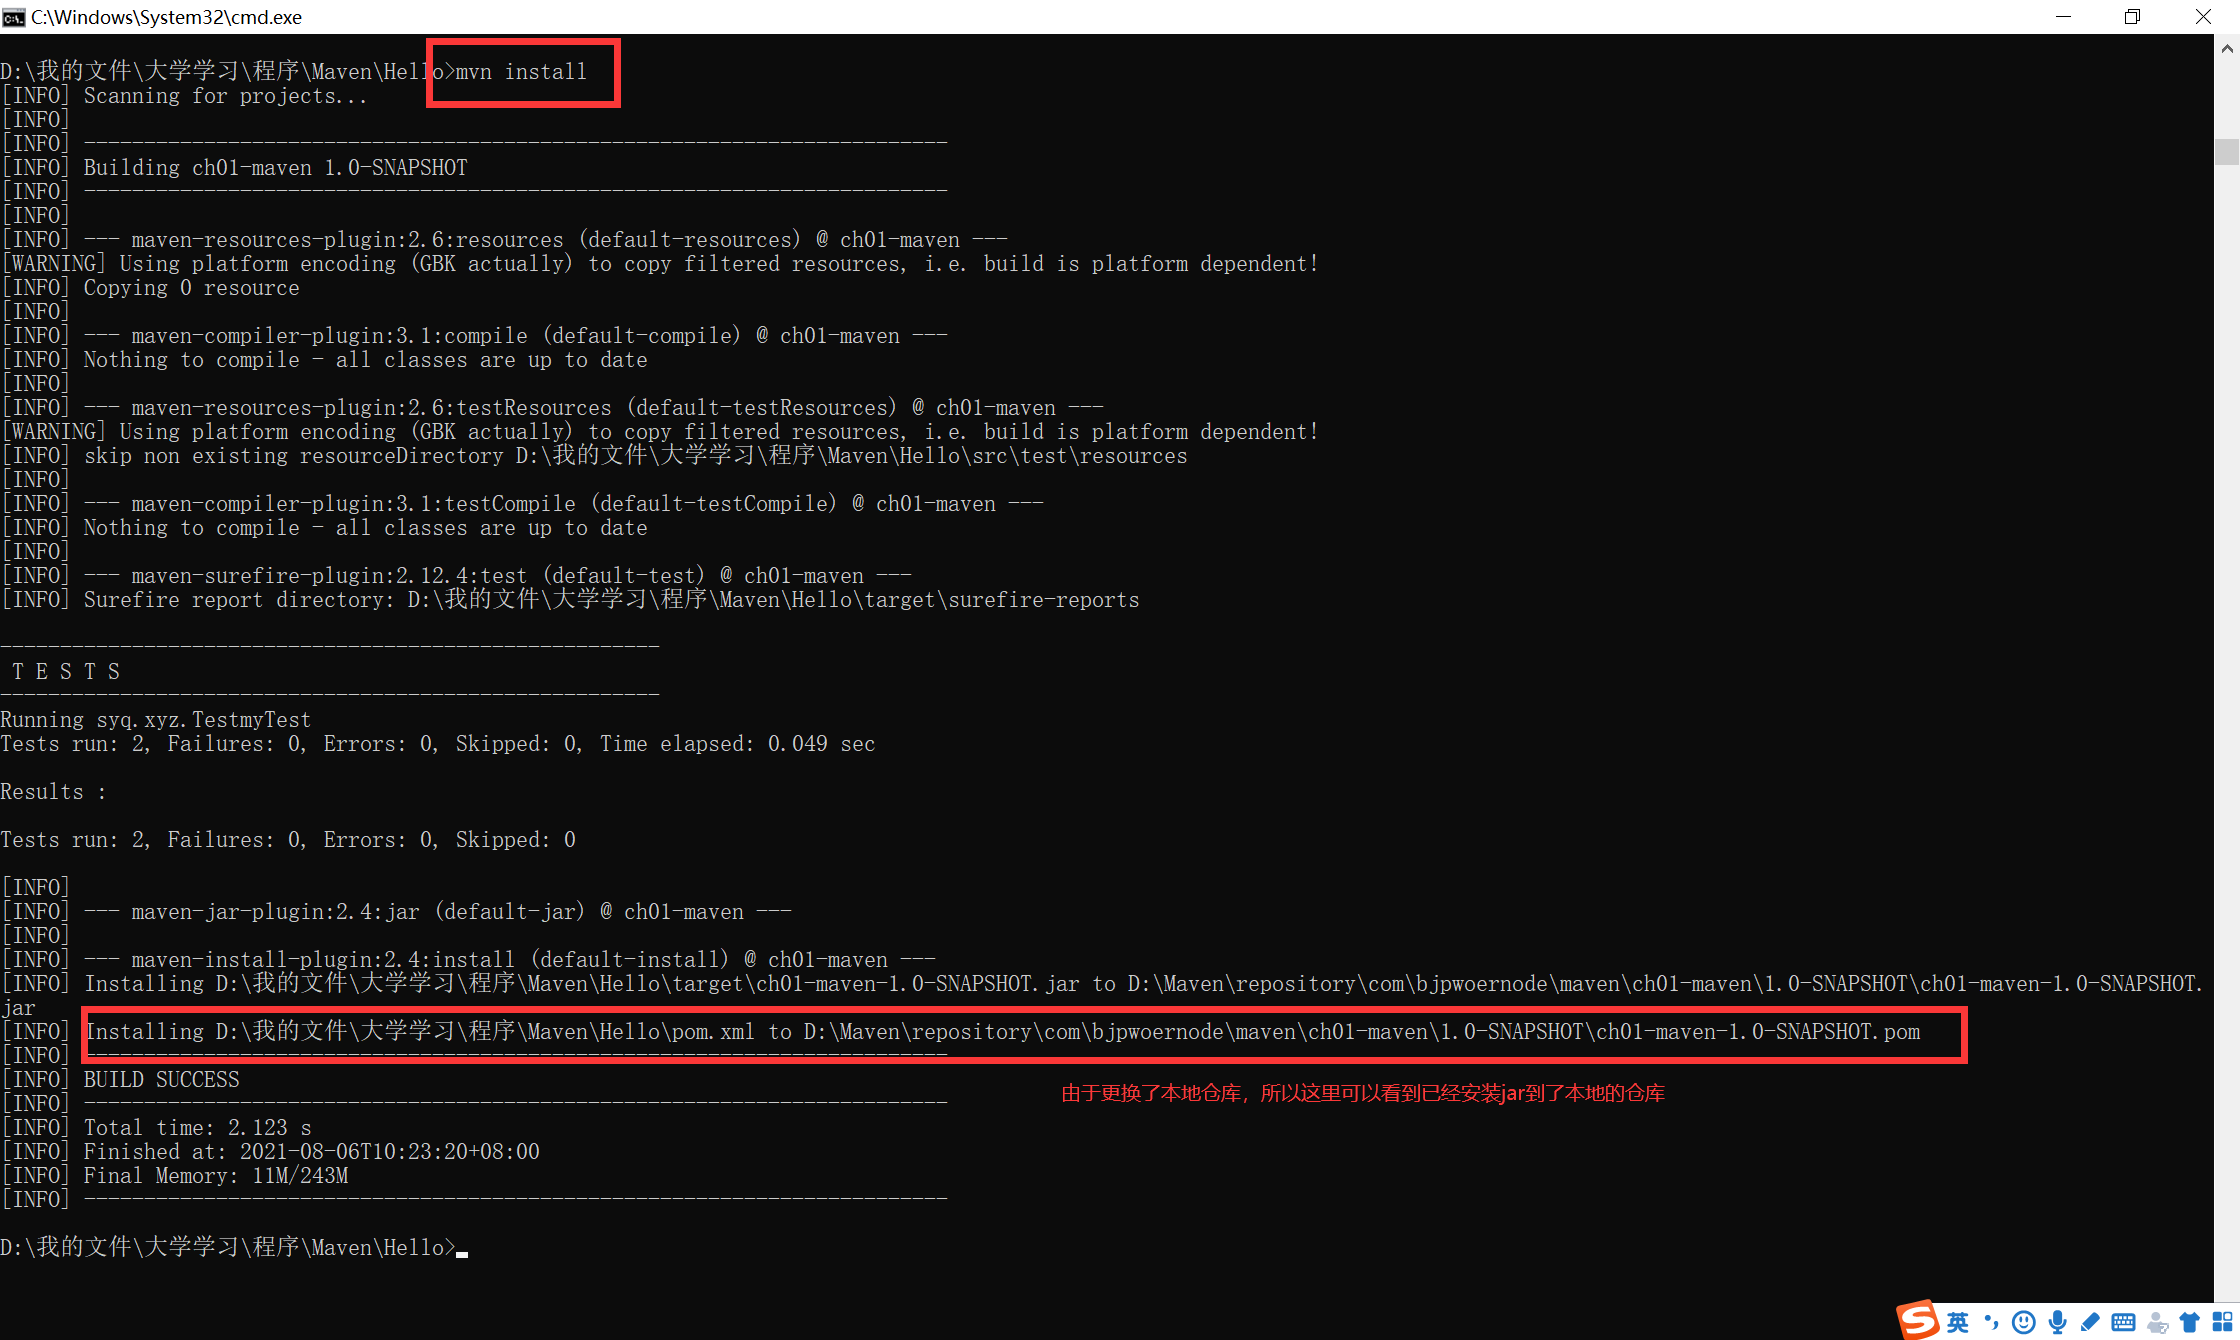 C:\Windows\System32\cmd.exe
D:\我的文件\大学学习\程序\Maven\Hello>mvn install
[INFO] Scanning for projects...
[INFO]
[INFO] ------------------------------------------------------------------------
[INFO] Building ch01-maven 1.0-SNAPSHOT
[INFO] ------------------------------------------------------------------------
[INFO]
[INFO] --- maven-resources-plugin:2.6:resources (default-resources) @ ch01-maven ---
[WARNING] Using platform encoding (GBK actually) to copy filtered resources, i.e. build is platform dependent!
[INFO] Copying 0 resource
[INFO]
[INFO] --- maven-compiler-plugin:3.1:compile (default-compile) @ ch01-maven ---
[INFO] Nothing to compile - all classes are up to date
[INFO]
[INFO] --- maven-resources-plugin:2.6:testResources (default-testResources) @ ch01-maven ---
[WARNING] Using platform encoding (GBK actually) to copy filtered resources, i.e. build is platform dependent!
[INFO] skip non existing resourceDirectory D:\我的文件\大学学习\程序\Maven\Hello\src\test\resources
[INFO]
[INFO] --- maven-compiler-plugin:3.1:testCompile (default-testCompile) @ ch01-maven ---
[INFO] Nothing to compile - all classes are up to date
[INFO]
[INFO] --- maven-surefire-plugin:2.12.4:test (default-test) @ ch01-maven ---
[INFO] Surefire report directory: D:\我的文件\大学学习\程序\Maven\Hello\target\surefire-reports
-------------------------------------------------------
T E S T S
-------------------------------------------------------
Running syq.xyz.TestmyTest
Tests run: 2, Failures: 0, Errors: 0, Skipped: 0, Time elapsed: 0.049 sec
Results :
Tests run: 2, Failures: 0, Errors: 0, Skipped: 0
[INFO]
[INFO] --- maven-jar-plugin:2.4:jar (default-jar) @ ch01-maven ---
[INFO]
[INFO] --- maven-install-plugin:2.4:install (default-install) @ ch01-maven ---
[INFO] Installing D:\我的文件\大学学习\程序\Maven\Hello\target\ch01-maven-1.0-SNAPSHOT.jar to D:\Maven\repository\com\bjpwoernode\maven\ch01-maven\1.0-SNAPSHOT\ch01-maven-1.0-SNAPSHOT.
jar
[INFO] Installing D:\我的文件\大学学习\程序\Maven\Hello\pom.xml to D:\Maven\repository\com\bjpwoernode\maven\ch01-maven\1.0-SNAPSHOT\ch01-maven-1.0-SNAPSHOT.pom
[INFO] ------------------------------------------------------------------------
[INFO] BUILD SUCCESS
由于更换了本地仓库，所以这里可以看到已经安装jar到了本地的仓库
[INFO] ------------------------------------------------------------------------
[INFO] Total time: 2.123 s
[INFO] Finished at: 2021-08-06T10:23:20+08:00
[INFO] Final Memory: 11M/243M
[INFO] ------------------------------------------------------------------------
D:\我的文件\大学学习\程序\Maven\Hello>
S 英